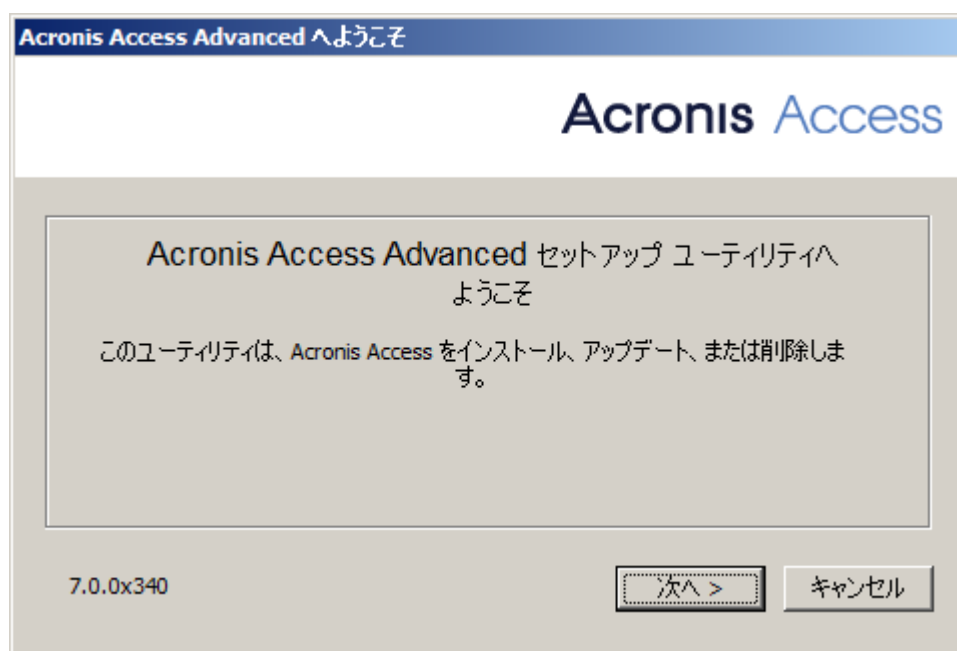 Acronis Access Advanced へようこそ
Acronis Access
Acronis Access Advanced セットアップ ユーティリティへ
ようこそ
このユーティリティは、Acronis Access をインストール、アップデート、または削除しま
す。
7.0.0x340
次へ >
キャンセル